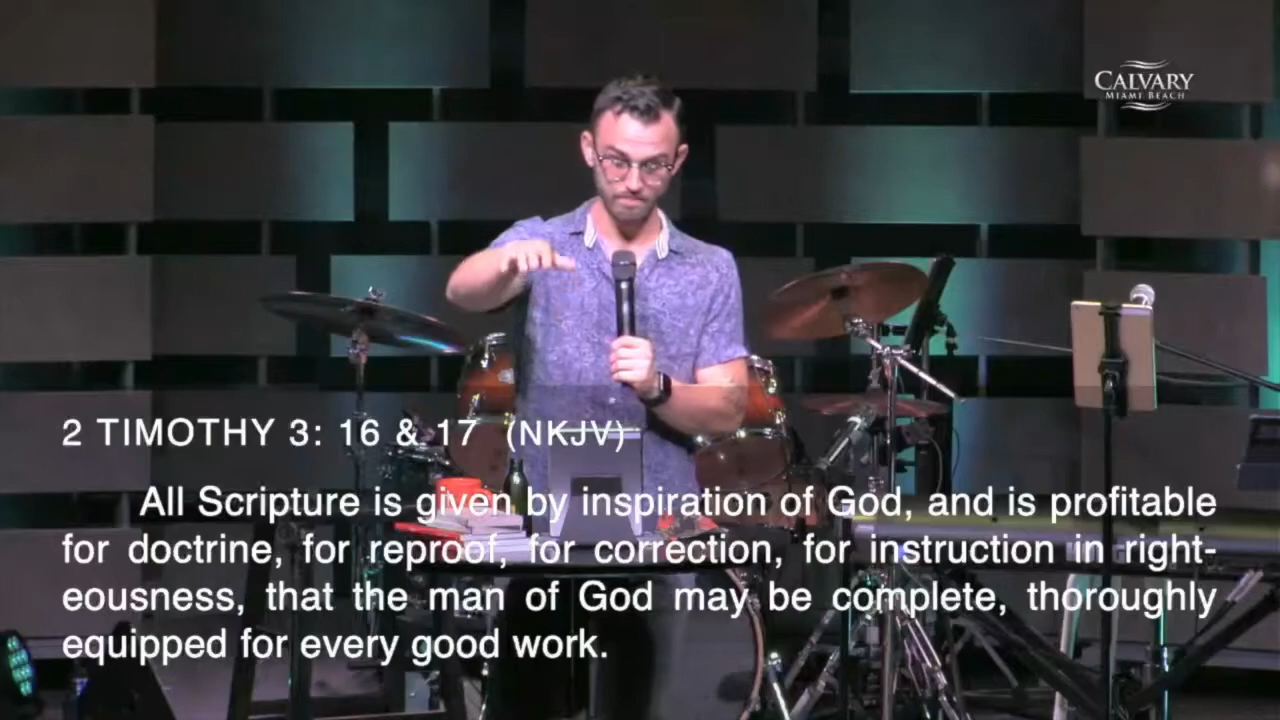 CALVARY
MIAMI BEACH
2 TIMOTHY 3: 16 & 17 (NKJV)
All Scripture is given by inspiration of God, and is profitable
for doctrine, for reproof, for correction, for instruction in right-
eousness, that the man of God may be complete, thoroughly
equipped for every good work.